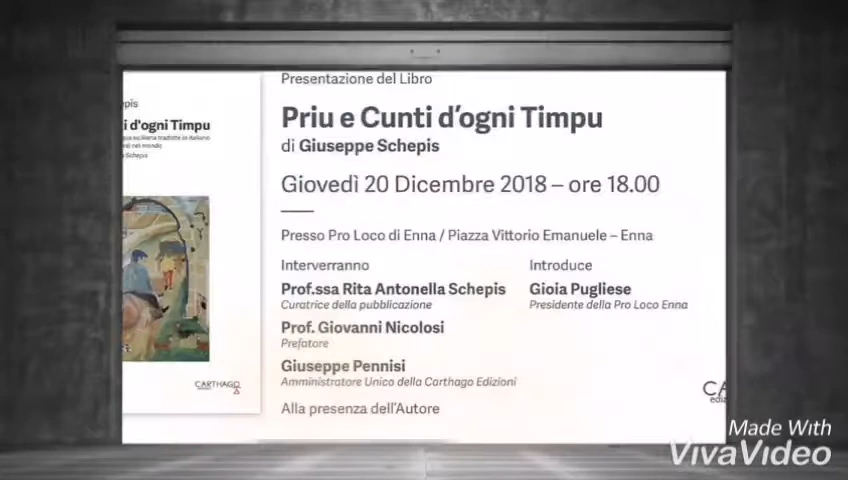 Presentazione del Libro
Priu e Cunti d'ogni Timpu
di Giuseppe Schepis
Giovedì 20 Dicembre 2018 – ore 18.00
Presso Pro Loco di Enna / Piazza Vittorio Emanuele – Enna
Interverranno
Prof.ssa Rita Antonella Schepis
Curatrice della pubblicazione
Prof. Giovanni Nicolosi
Prefatore
Giuseppe Pennisi
Amministratore Unico della Carthago Edizioni
Alla presenza dell'Autore
Introduce
Gioia Pugliese
Presidente della Pro Loco Enna
i d'ogni Timpu
Schepis
CARTHAGO
CA
ediz
Made With
VivaVideo